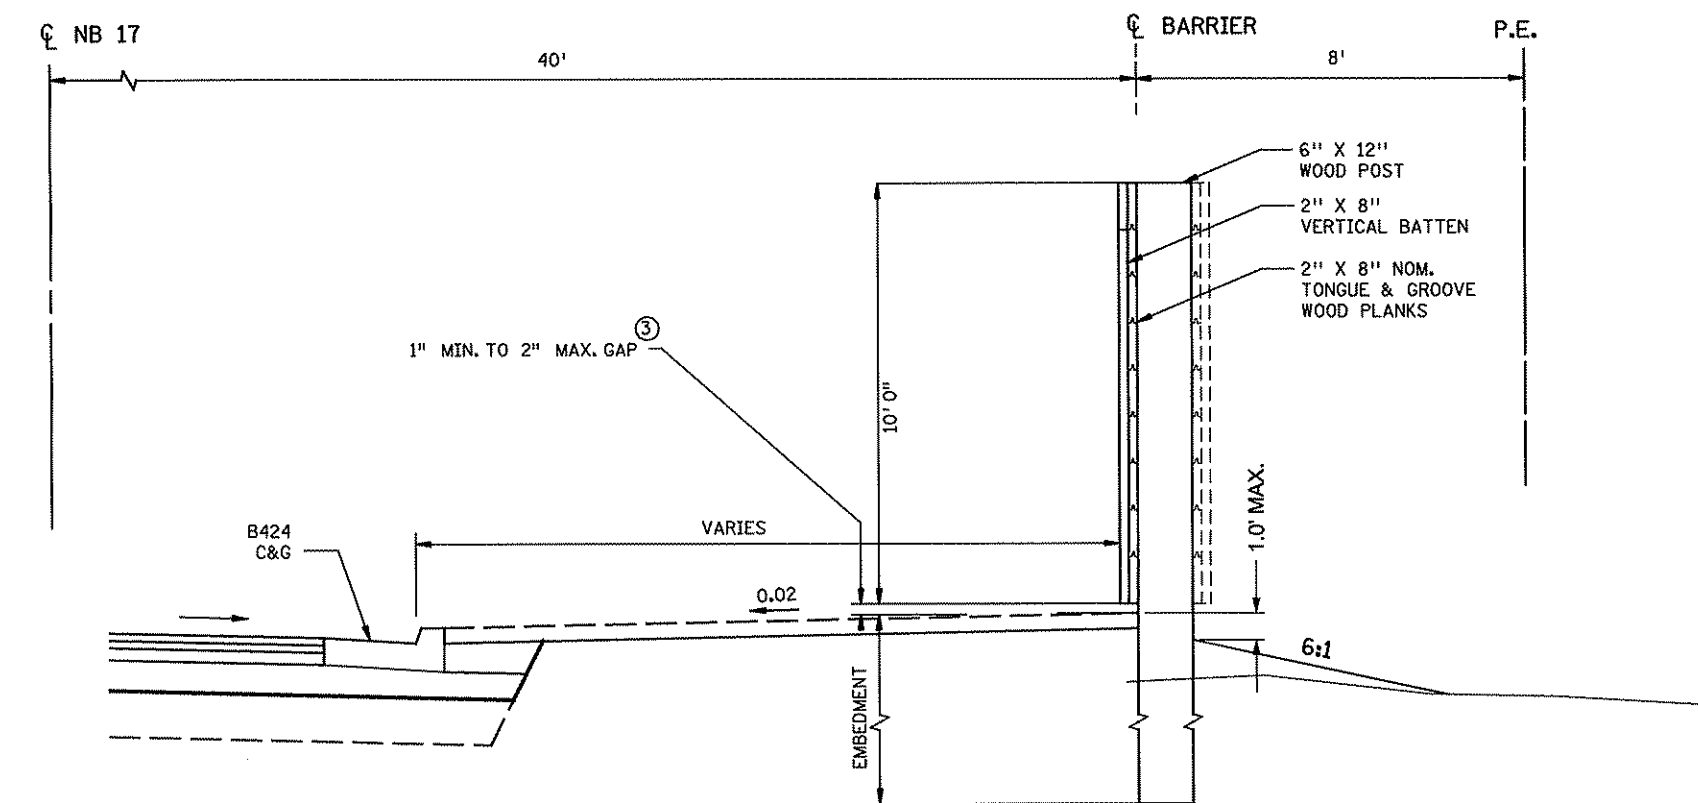 ℄ NB 17
℄ BARRIER
P.E.
40'
8'
6" X 12"
WOOD POST
2" X 8"
VERTICAL BATTEN
2" X 8" NOM.
TONGUE & GROOVE
WOOD PLANKS
③
1" MIN. TO 2" MAX. GAP
10' 0"
1.0' MAX.
B424
C&G
VARIES
0.02
6:1
EMBEDMENT